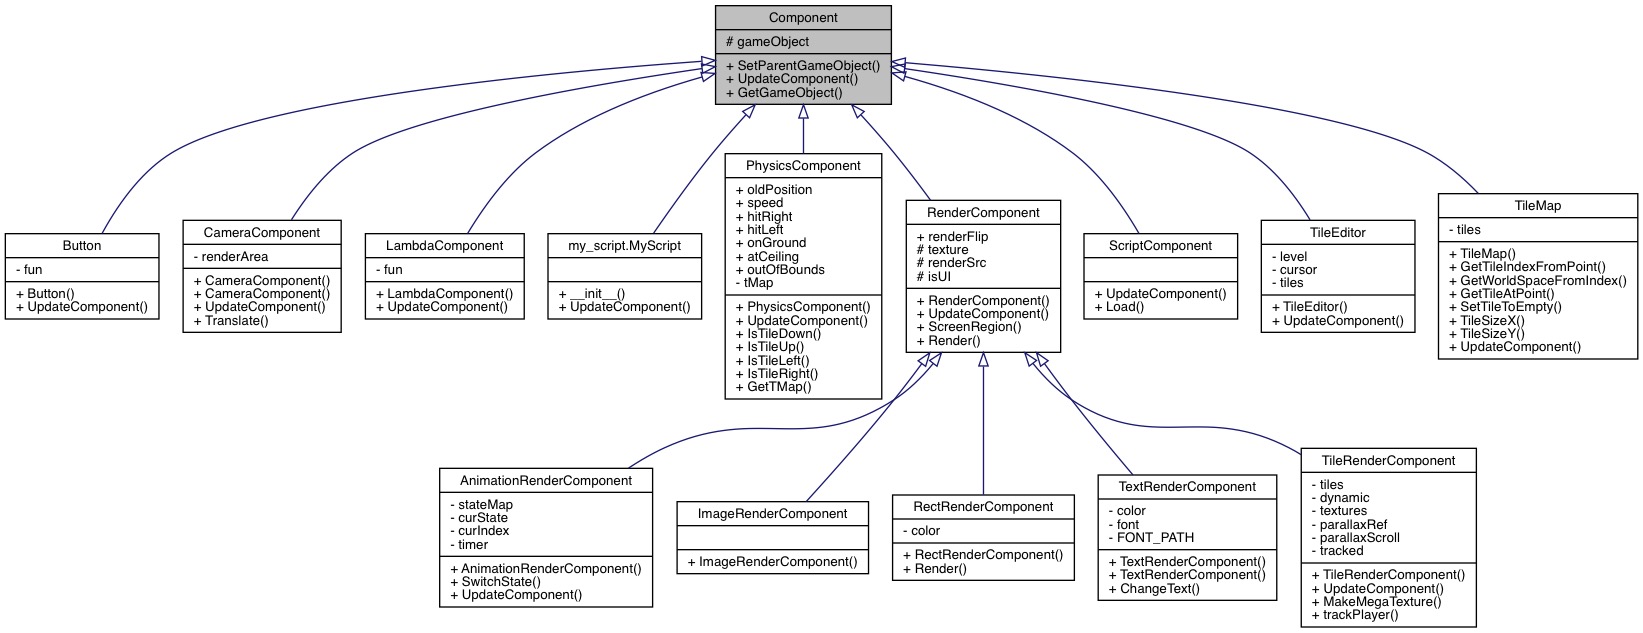 Component
# gameObject
+ SetParentGameObject()
+ UpdateComponent()
+ GetGameObject()
Button
- fun
+ Button()
+ UpdateComponent()
CameraComponent
- renderArea
+ CameraComponent()
+ CameraComponent()
+ UpdateComponent()
+ Translate()
LambdaComponent
- fun
+ LambdaComponent()
+ UpdateComponent()
my_script.MyScript
+ __init__()
+ UpdateComponent()
PhysicsComponent
+ oldPosition
+ speed
+ hitRight
+ hitLeft
+ onGround
+ atCeiling
+ outOfBounds
- tMap
+ PhysicsComponent()
+ UpdateComponent()
+ IsTileDown()
+ IsTileUp()
+ IsTileLeft()
+ IsTileRight()
+ GetTMap()
RenderComponent
+ renderFlip
# texture
# renderSrc
# isUI
+ RenderComponent()
+ UpdateComponent()
+ ScreenRegion()
+ Render()
ScriptComponent
+ UpdateComponent()
+ Load()
TileEditor
- level
- cursor
- tiles
+ TileEditor()
+ UpdateComponent()
TileMap
- tiles
+ TileMap()
+ GetTileIndexFromPoint()
+ GetWorldSpaceFromIndex()
+ GetTileAtPoint()
+ SetTileToEmpty()
+ TileSizeX()
+ TileSizeY()
+ UpdateComponent()
AnimationRenderComponent
- stateMap
- curState
- curIndex
- timer
+ AnimationRenderComponent()
+ SwitchState()
+ UpdateComponent()
ImageRenderComponent
+ ImageRenderComponent()
RectRenderComponent
- color
+ RectRenderComponent()
+ Render()
TextRenderComponent
- color
- font
- FONT_PATH
+ TextRenderComponent()
+ TextRenderComponent()
+ ChangeText()
TileRenderComponent
- tiles
- dynamic
- textures
- parallaxRef
- parallaxScroll
- tracked
+ TileRenderComponent()
+ UpdateComponent()
+ MakeMegaTexture()
+ trackPlayer()